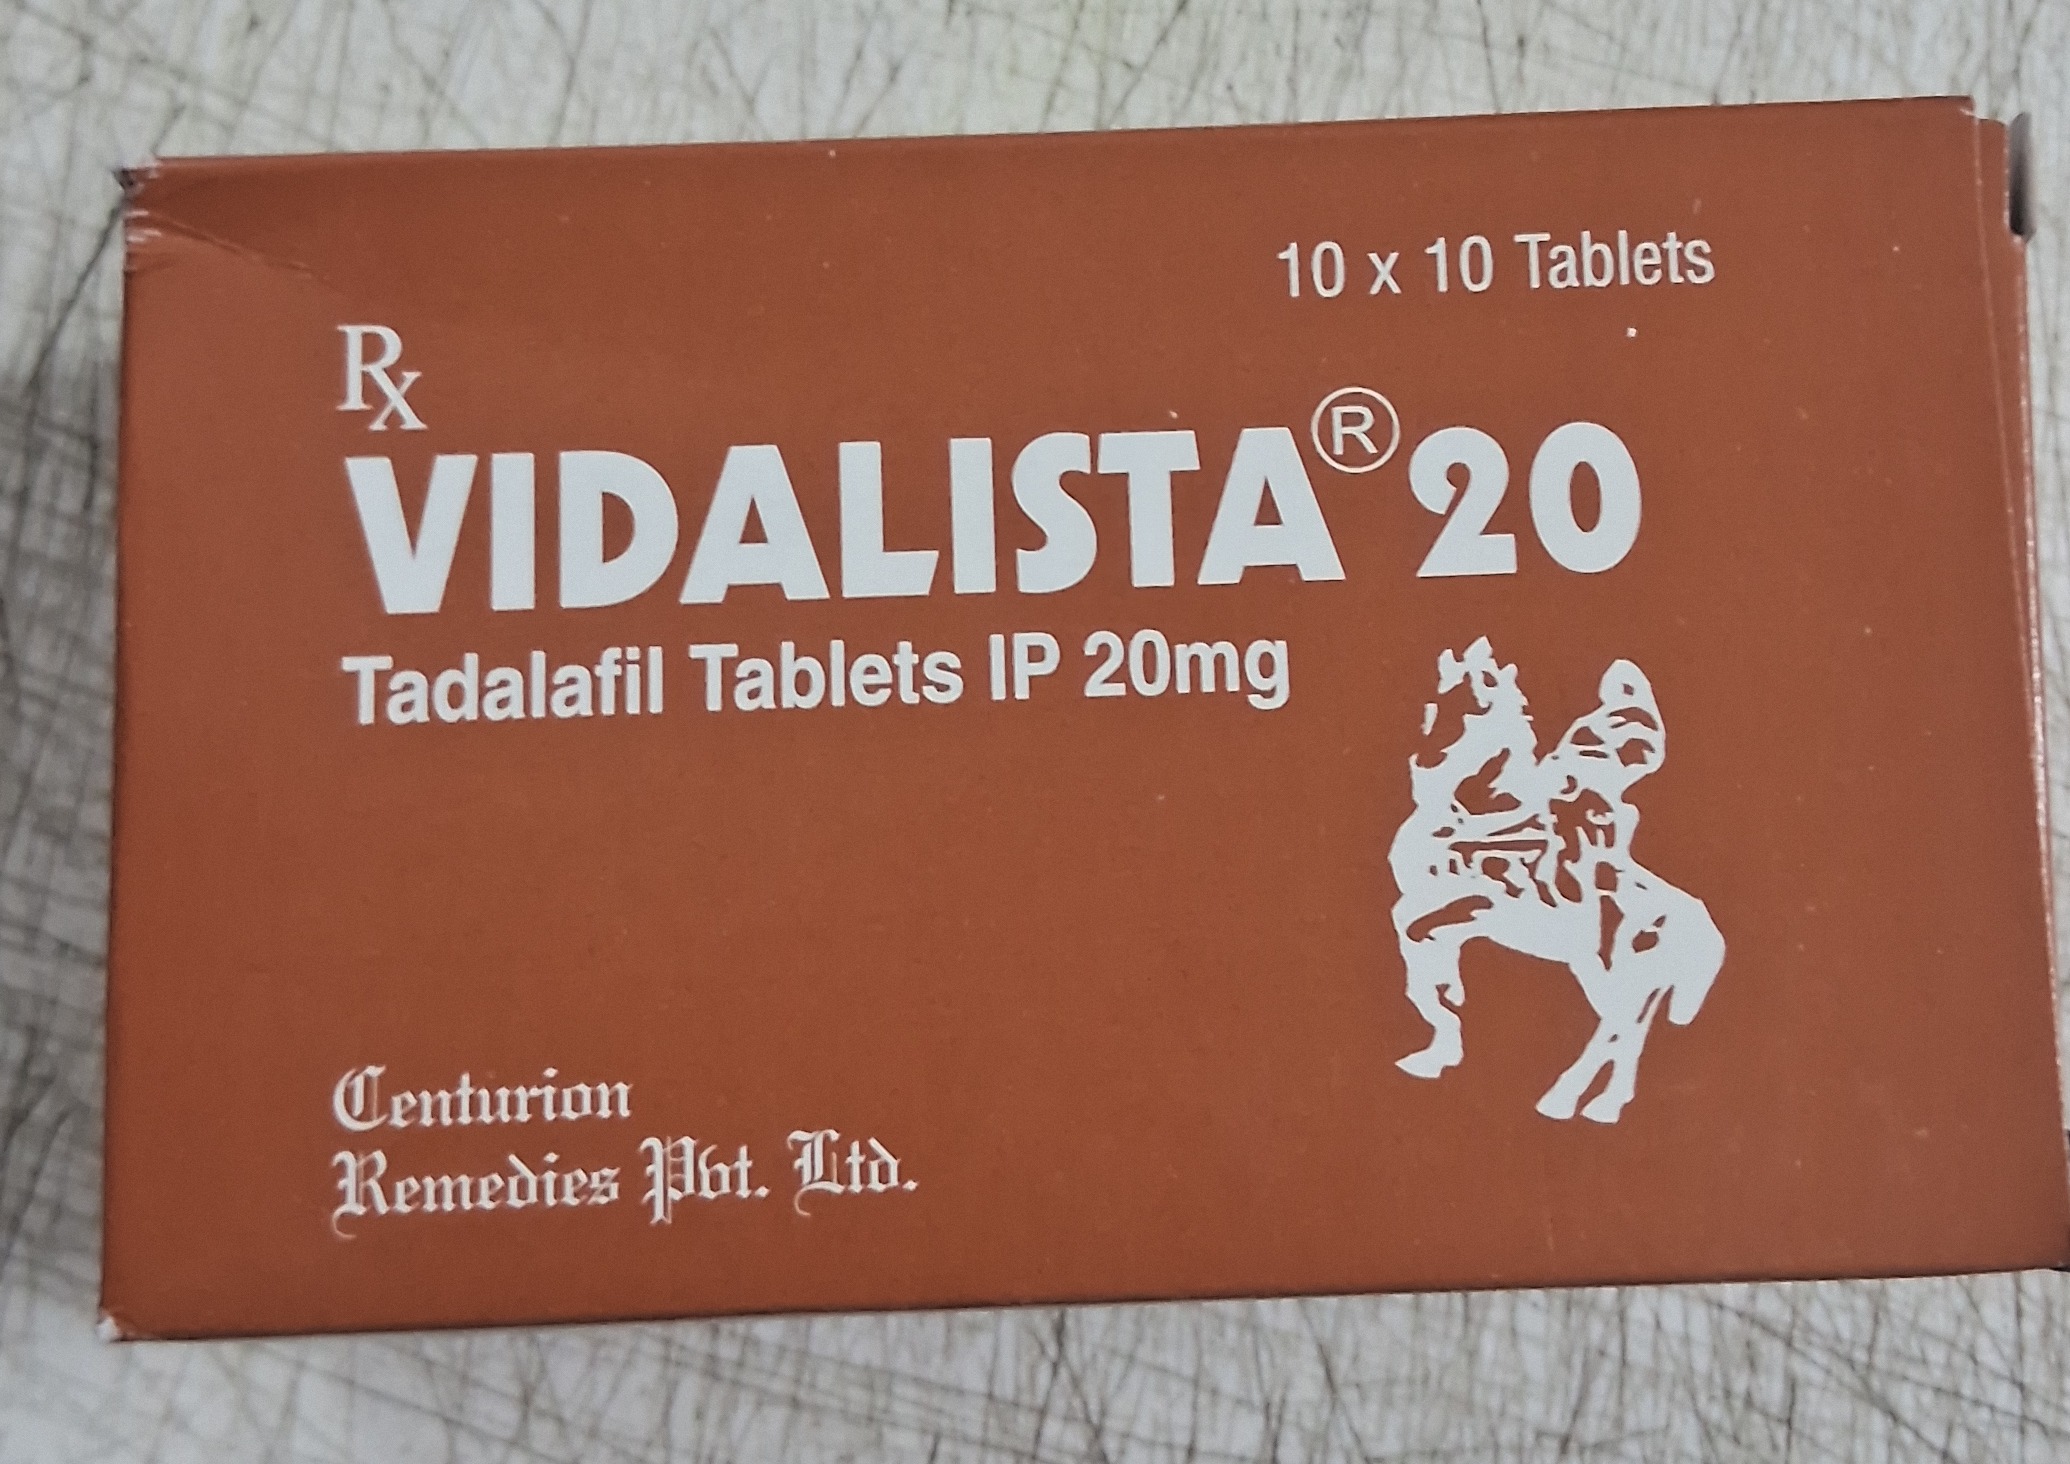 10 x 10 Tablets
Rx
VIDALISTA® 20
Tadalafil Tablets IP 20mg
Centurion
Remedies Pvt. Ltd.